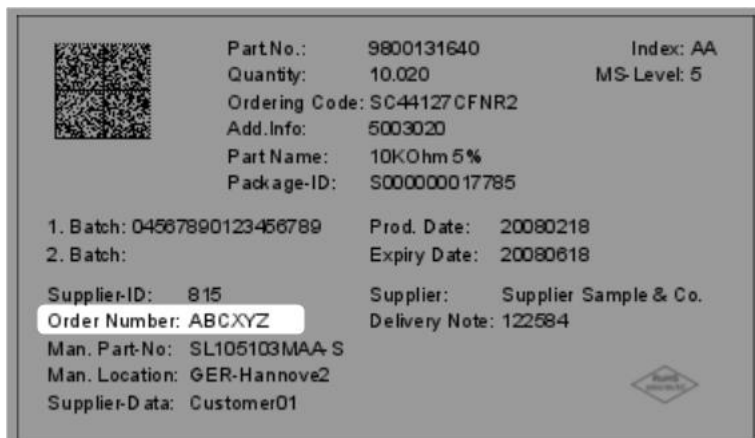 Part.No.: 9800131640 Index: AA
Quantity: 10.020 MS-Level: 5
Ordering Code: SC44127CFNR2
Add.Info: 5003020
Part Name: 10KOhm 5%
Package-ID: S000000017785
1. Batch: 04567890123456789 Prod. Date: 20080218
2. Batch: Expiry Date: 20080618
Supplier-ID: 815 Supplier: Supplier Sample & Co.
Order Number: ABCXYZ Delivery Note: 122584
Man. Part-No: SL105103MAA-S
Man. Location: GER-Hannove2
Supplier-Data: Customer01
RoHS